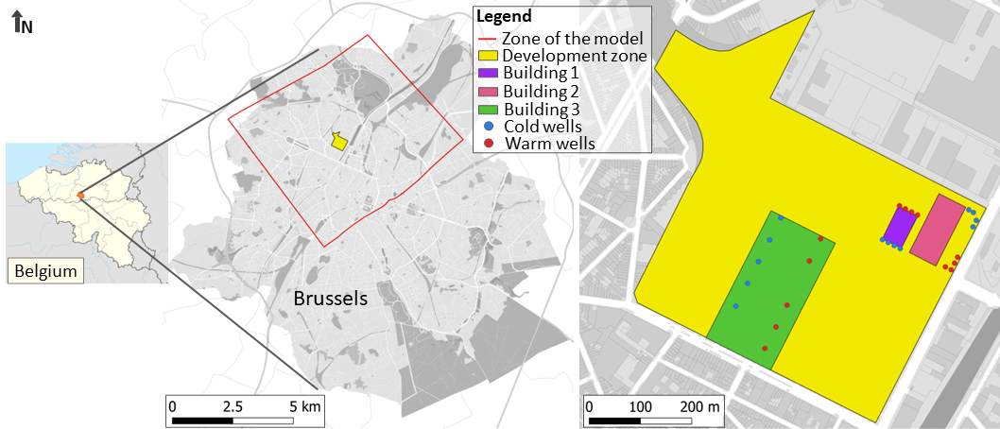 N
Legend
Zone of the model
Development zone
Building 1
Building 2
Building 3
Cold wells
Warm wells
Belgium
Brussels
0 2.5 5 km
0 100 200 m